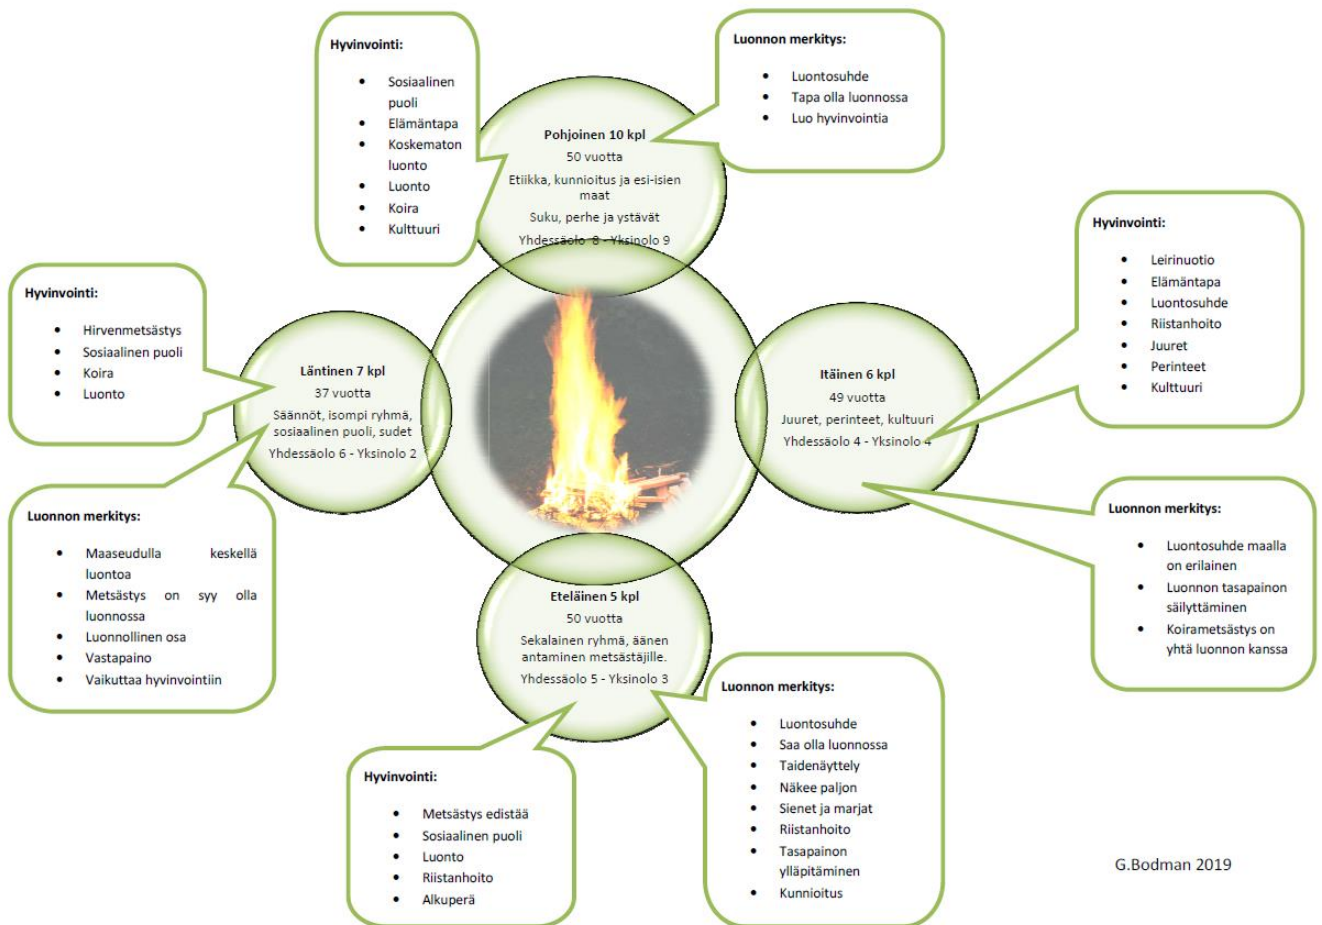 Hyvinvointi:
• Sosiaalinen
puoli
• Elämäntapa
• Koskematon
luonto
• Luonto
• Koira
• Kulttuuri
Luonnon merkitys:
• Luontosuhde
• Tapa olla luonnossa
• Luo hyvinvointia
Pohjoinen 10 kpl
50 vuotta
Etiikka, kunnioitus ja esi-isien
maat
Suku, perhe ja ystävät
Yhdessäolo 8 - Yksinolo 9
Hyvinvointi:
• Hirvenmetsästys
• Sosiaalinen puoli
• Koira
• Luonto
Läntinen 7 kpl
37 vuotta
Säännöt, isompi ryhmä,
sosiaalinen puoli, sudet
Yhdessäolo 6 - Yksinolo 2
Luonnon merkitys:
• Maaseudulla keskellä
luontoa
• Metsästys on syy olla
luonnossa
• Luonnollinen osa
• Vastapaino
• Vaikuttaa hyvinvointiin
Itäinen 6 kpl
49 vuotta
Juuret, perinteet, kultuuri
Yhdessäolo 4 - Yksinolo 4
Hyvinvointi:
• Leirinuotio
• Elämäntapa
• Luontosuhde
• Riistanhoito
• Juuret
• Perinteet
• Kulttuuri
Luonnon merkitys:
• Luontosuhde maalla
on erilainen
• Luonnon tasapainon
säilyttäminen
• Koirametsästys on
yhtä luonnon kanssa
Eteläinen 5 kpl
50 vuotta
Sekalainen ryhmä, äänen
antaminen metsästäjille.
Yhdessäolo 5 - Yksinolo 3
Hyvinvointi:
• Metsästys edistää
• Sosiaalinen puoli
• Luonto
• Riistanhoito
• Alkuperä
Luonnon merkitys:
• Luontosuhde
• Saa olla luonnossa
• Taidenäyttely
• Näkee paljon
• Sienet ja marjat
• Riistanhoito
• Tasapainon
ylläpitäminen
• Kunnioitus
G.Bodman 2019